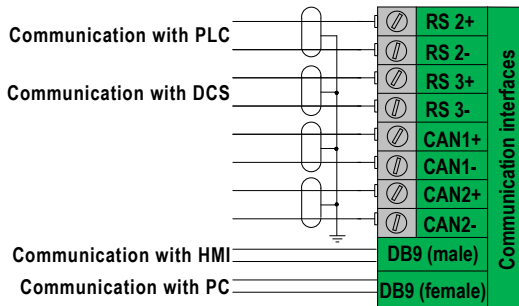 Communication with PLC
RS 2+
RS 2-
Communication with DCS
RS 3+
RS 3-
CAN1+
CAN1-
CAN2+
CAN2-
Communication with HMI
DB9 (male)
Communication with PC
DB9 (female)
Communication interfaces